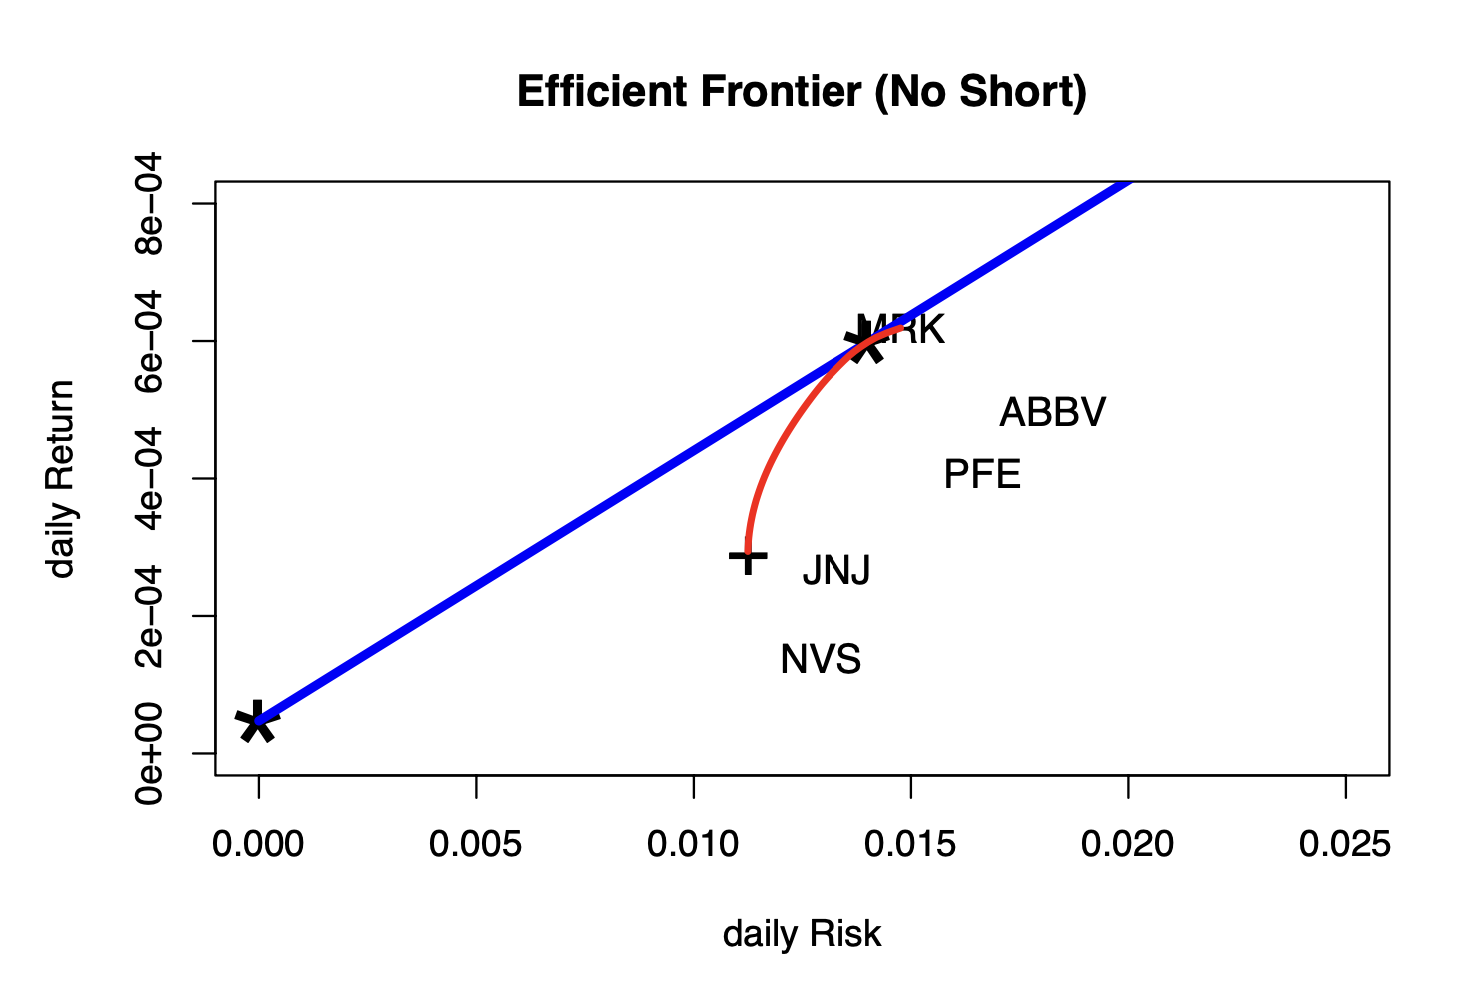 Efficient Frontier (No Short)
daily Return
8e−04
6e−04
4e−04
2e−04
0e+00
MRK
ABBV
PFE
JNJ
NVS
0.000 0.005 0.010 0.015 0.020 0.025
daily Risk